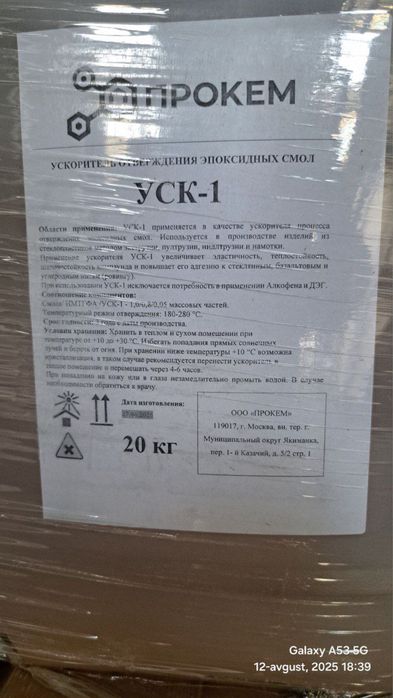 ПРОКЕМ
УСКОРИТЕЛЬ ОТВЕРЖДЕНИЯ ЭПОКСИДНЫХ СМОЛ
УСК-1
Области применения: УСК-1 применяется в качестве ускорителя процесса
отверждения смол. Используется в производстве изделий из
пултрузии, и намотки.
Применение ускорителя УСК-1 увеличивает эластичность, теплостойкость,
и повышает его адгезию к стеклянным, базальтовым и
углеродным
При использовании УСК-1 исключается потребность в применении Алкофена и ДЭГ.
Соотношение компонентов:
Смола /УСК-1 - массовых частей.
Температурный режим отверждения: 180-280 °С.
Срок годности: года с даты производства.
Условия хранения: Хранить в теплом и сухом помещении при
температуре от +10 до +30 °С. Избегать попадания прямых солнечных
лучей и беречь от огня. При хранении ниже температуры +10 °С возможна
кристаллизация, в таком случае рекомендуется перенести ускоритель в
теплое помещение и перемешать через 4-6 часов.
При попадании на кожу или в глаза незамедлительно промыть водой. В случае
необходимости обратиться к врачу.
Дата изготовления:
20 кг
ООО «ПРОКЕМ»
119017, г. Москва, вн. тер. г.
Муниципальный округ Якиманка,
пер. 1-й Казачий, д. 5/2 стр. 1
Galaxy A53 5G
12-avgust, 2025 18:39